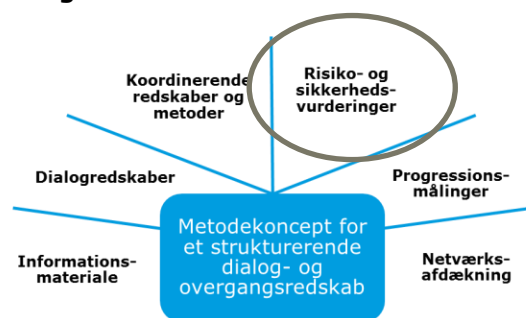 Koordinerende
redskaber og
metoder
Risiko- og
sikkerheds-
vurderinger
Dialogredskaber
Progressions-
målinger
Informations-
materiale
Metodekoncept for
et strukturerende
dialog- og
overgangsredskab
Netværks-
afdækning